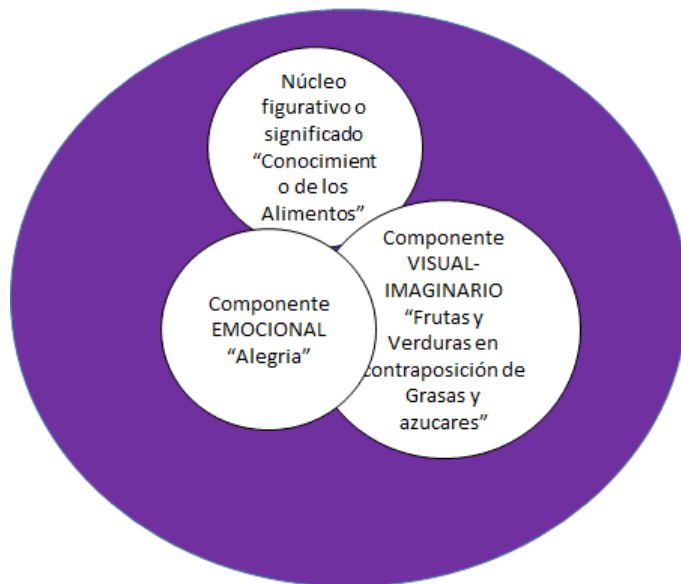 Núcleo
figurativo o
significado
“Conocimient
o de los
Alimentos”
Componente
VISUAL-
IMAGINARIO
“Frutas y
Verduras en
contraposición de
Grasas y
azucares”
Componente
EMOCIONAL
“Alegria”